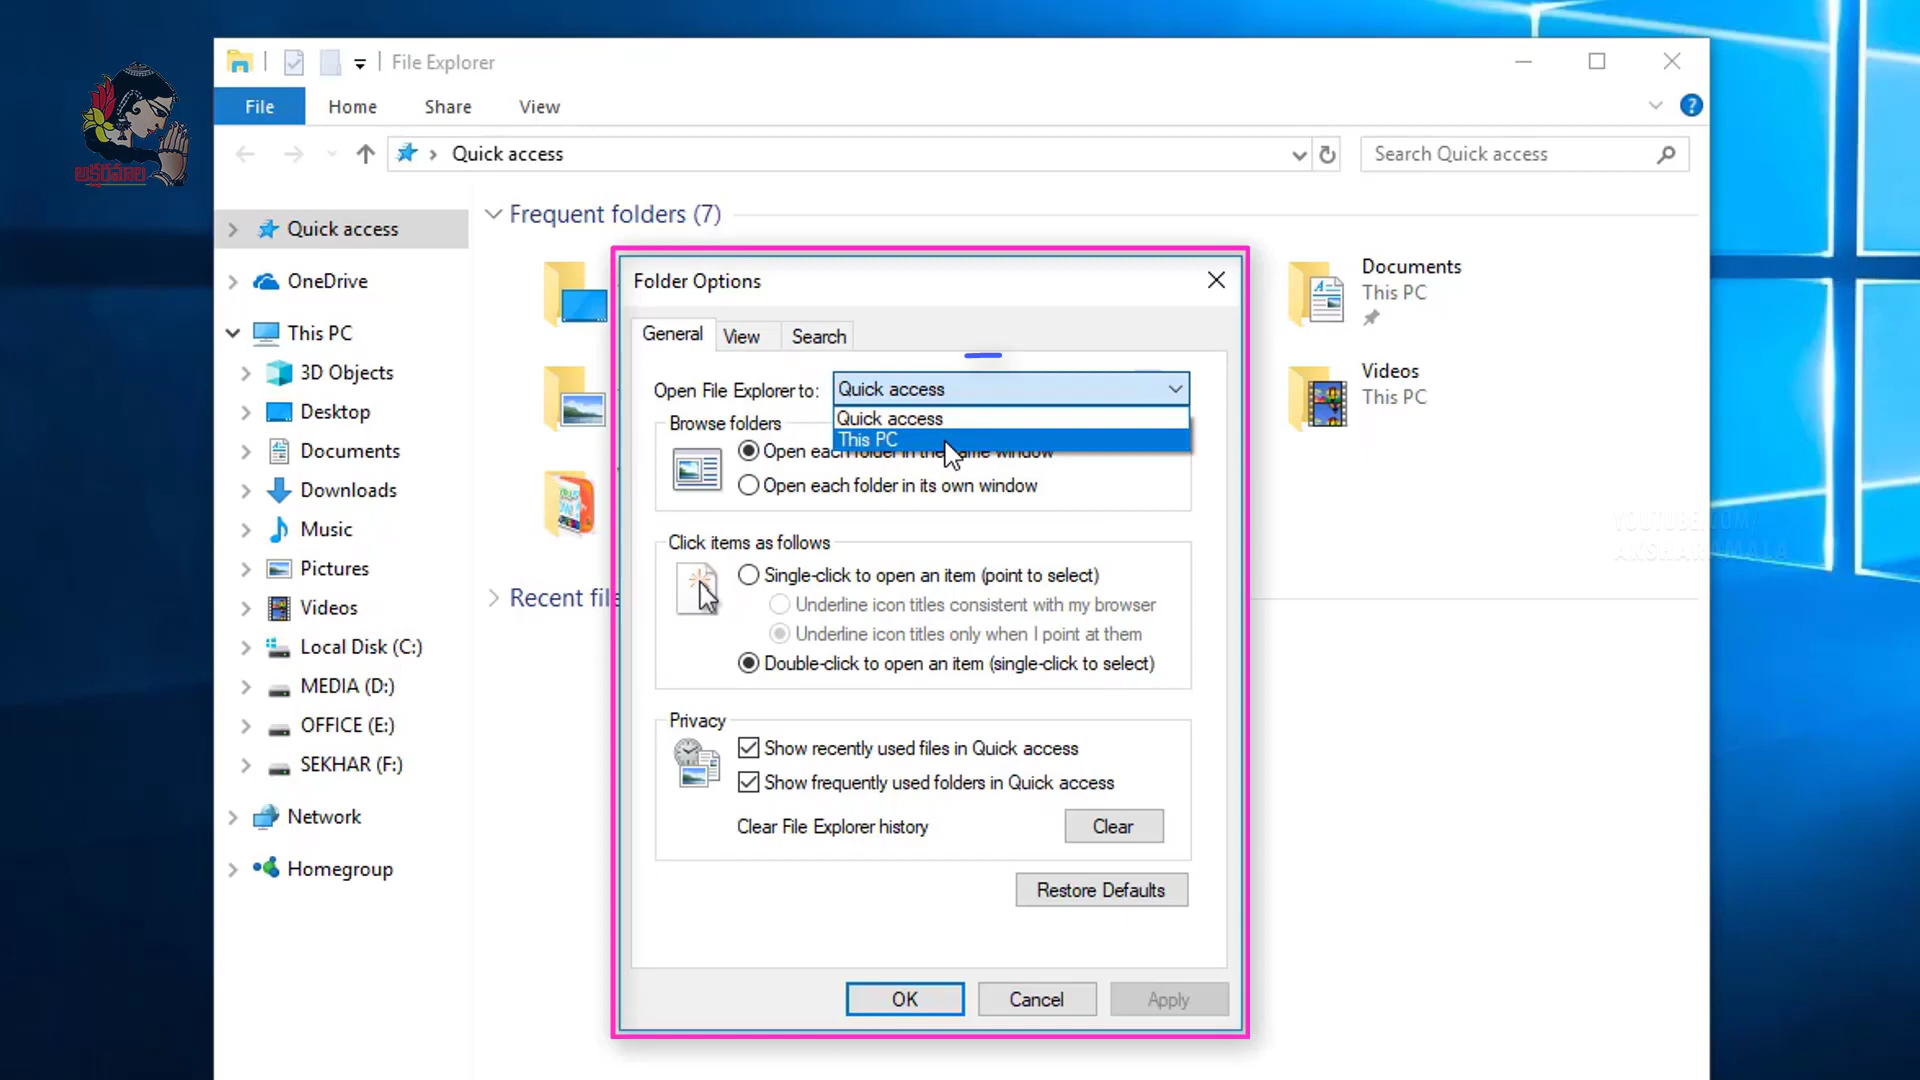 File Explorer
File Home Share View
Quick access
Search Quick access
అక్షరమాల
Quick access
OneDrive
This PC
3D Objects
Desktop
Documents
Downloads
Music
Pictures
Videos
Local Disk (C:)
MEDIA (D:)
OFFICE (E:)
SEKHAR (F:)
Network
Homegroup
Frequent folders (7)
Documents
This PC
Videos
This PC
Recent file
Folder Options
General View Search
Open File Explorer to: Quick access
Quick access
This PC
Browse folders
Open each folder in the same window
Open each folder in its own window
Click items as follows
Single-click to open an item (point to select)
Underline icon titles consistent with my browser
Underline icon titles only when I point at them
Double-click to open an item (single-click to select)
Privacy
Show recently used files in Quick access
Show frequently used folders in Quick access
Clear File Explorer history Clear
Restore Defaults
OK Cancel Apply
YOUTUBE.COM/
AKSHARAMALA